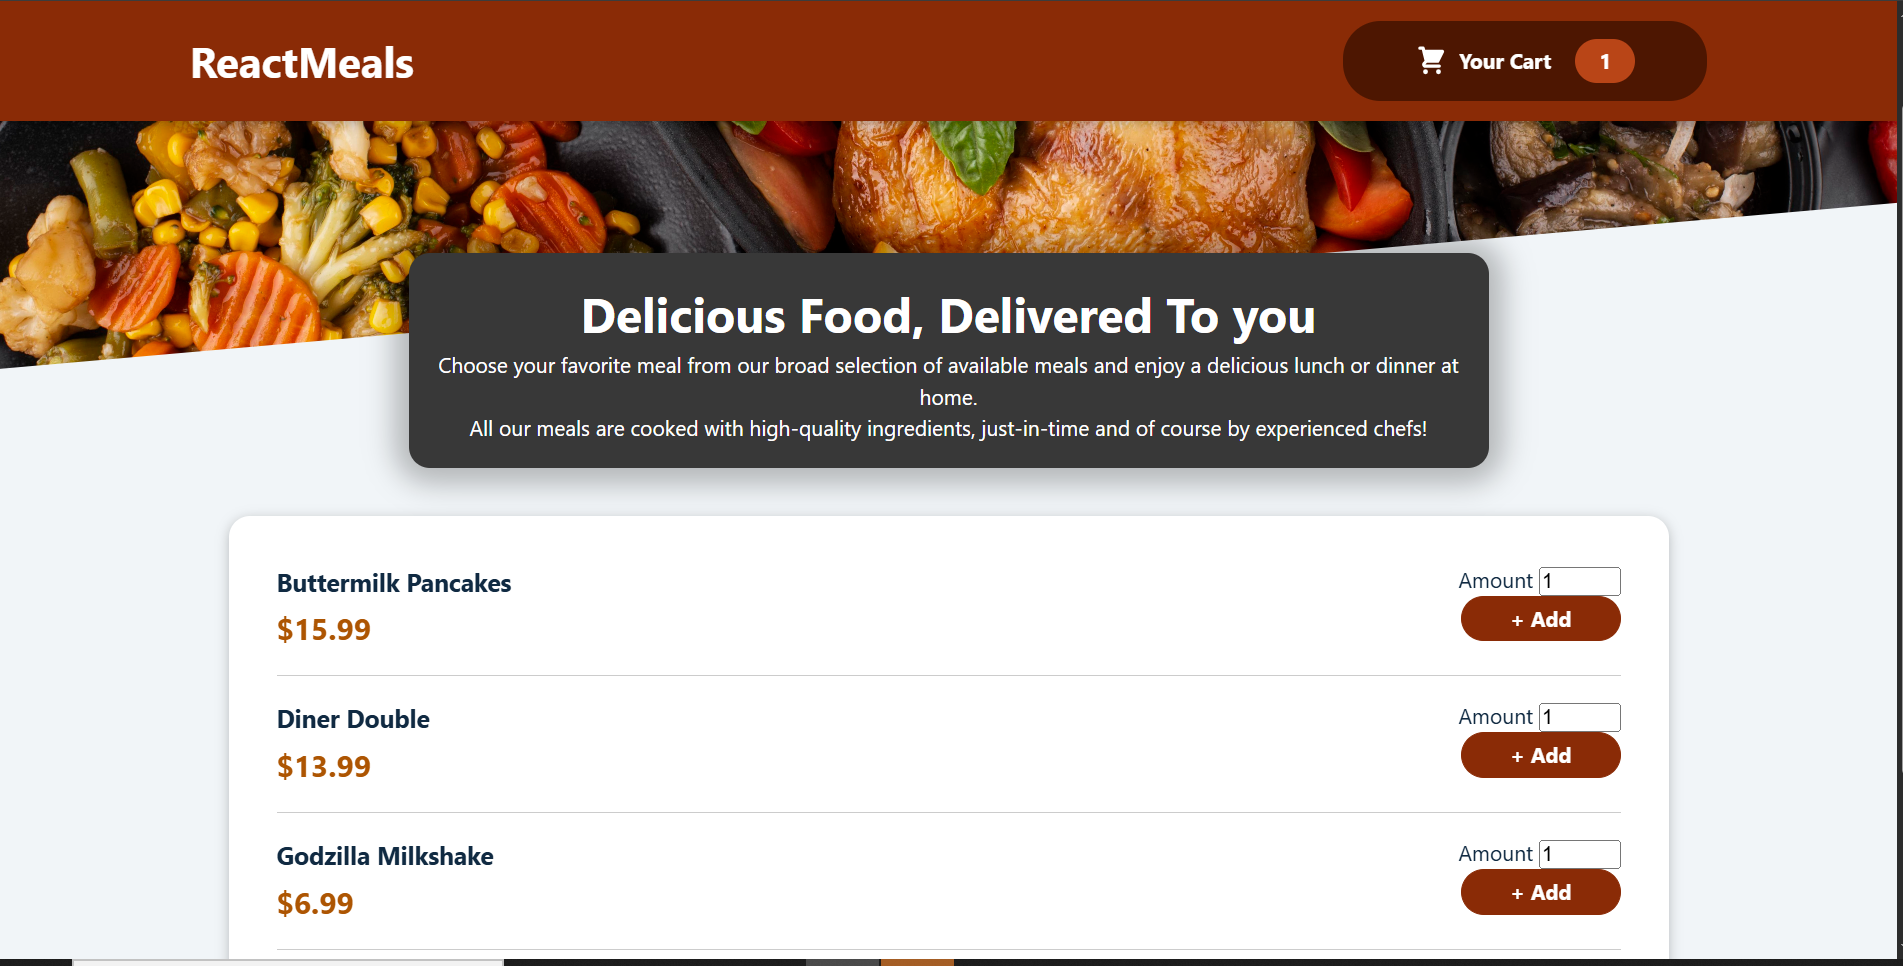 ReactMeals
Your Cart 1
Delicious Food, Delivered To you
Choose your favorite meal from our broad selection of available meals and enjoy a delicious lunch or dinner at
home.
All our meals are cooked with high-quality ingredients, just-in-time and of course by experienced chefs!
Buttermilk Pancakes
$15.99
Amount 1
+ Add
Diner Double
$13.99
Amount 1
+ Add
Godzilla Milkshake
$6.99
Amount 1
+ Add